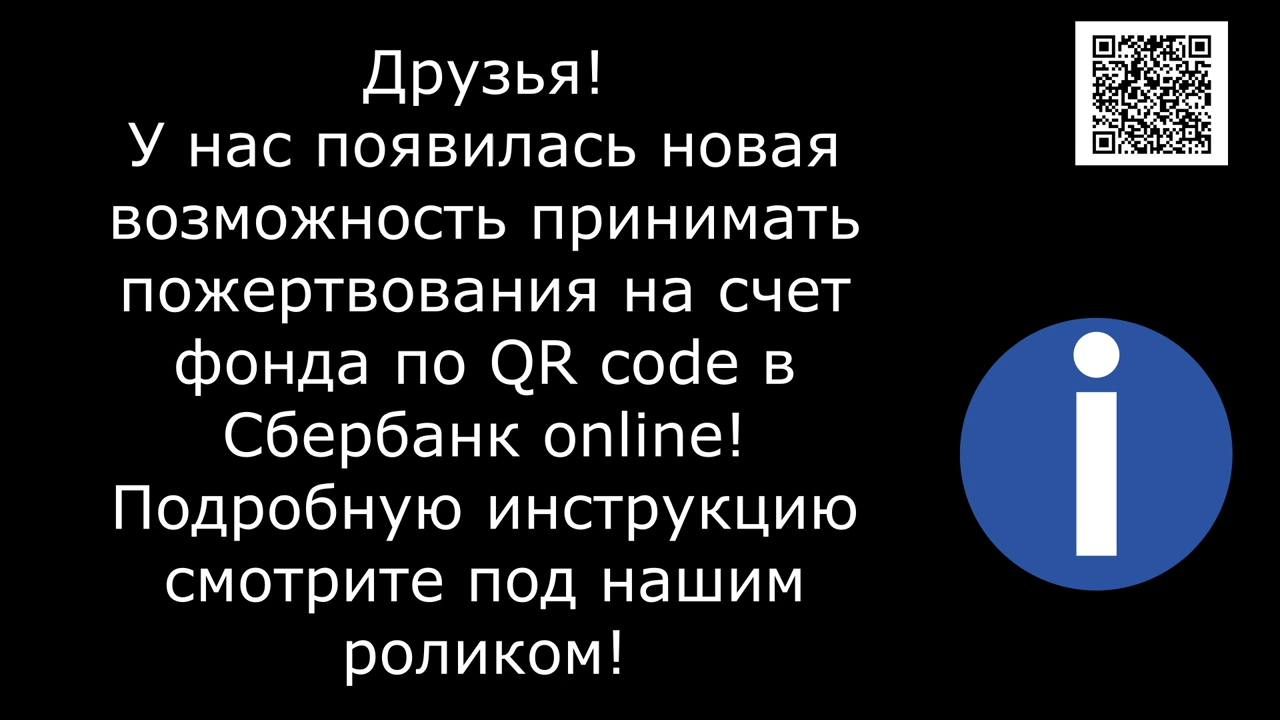 Друзья!
У нас появилась новая
возможность принимать
пожертвования на счет
фонда по QR code в
Сбербанк online!
Подробную инструкцию
смотрите под нашим
роликом!